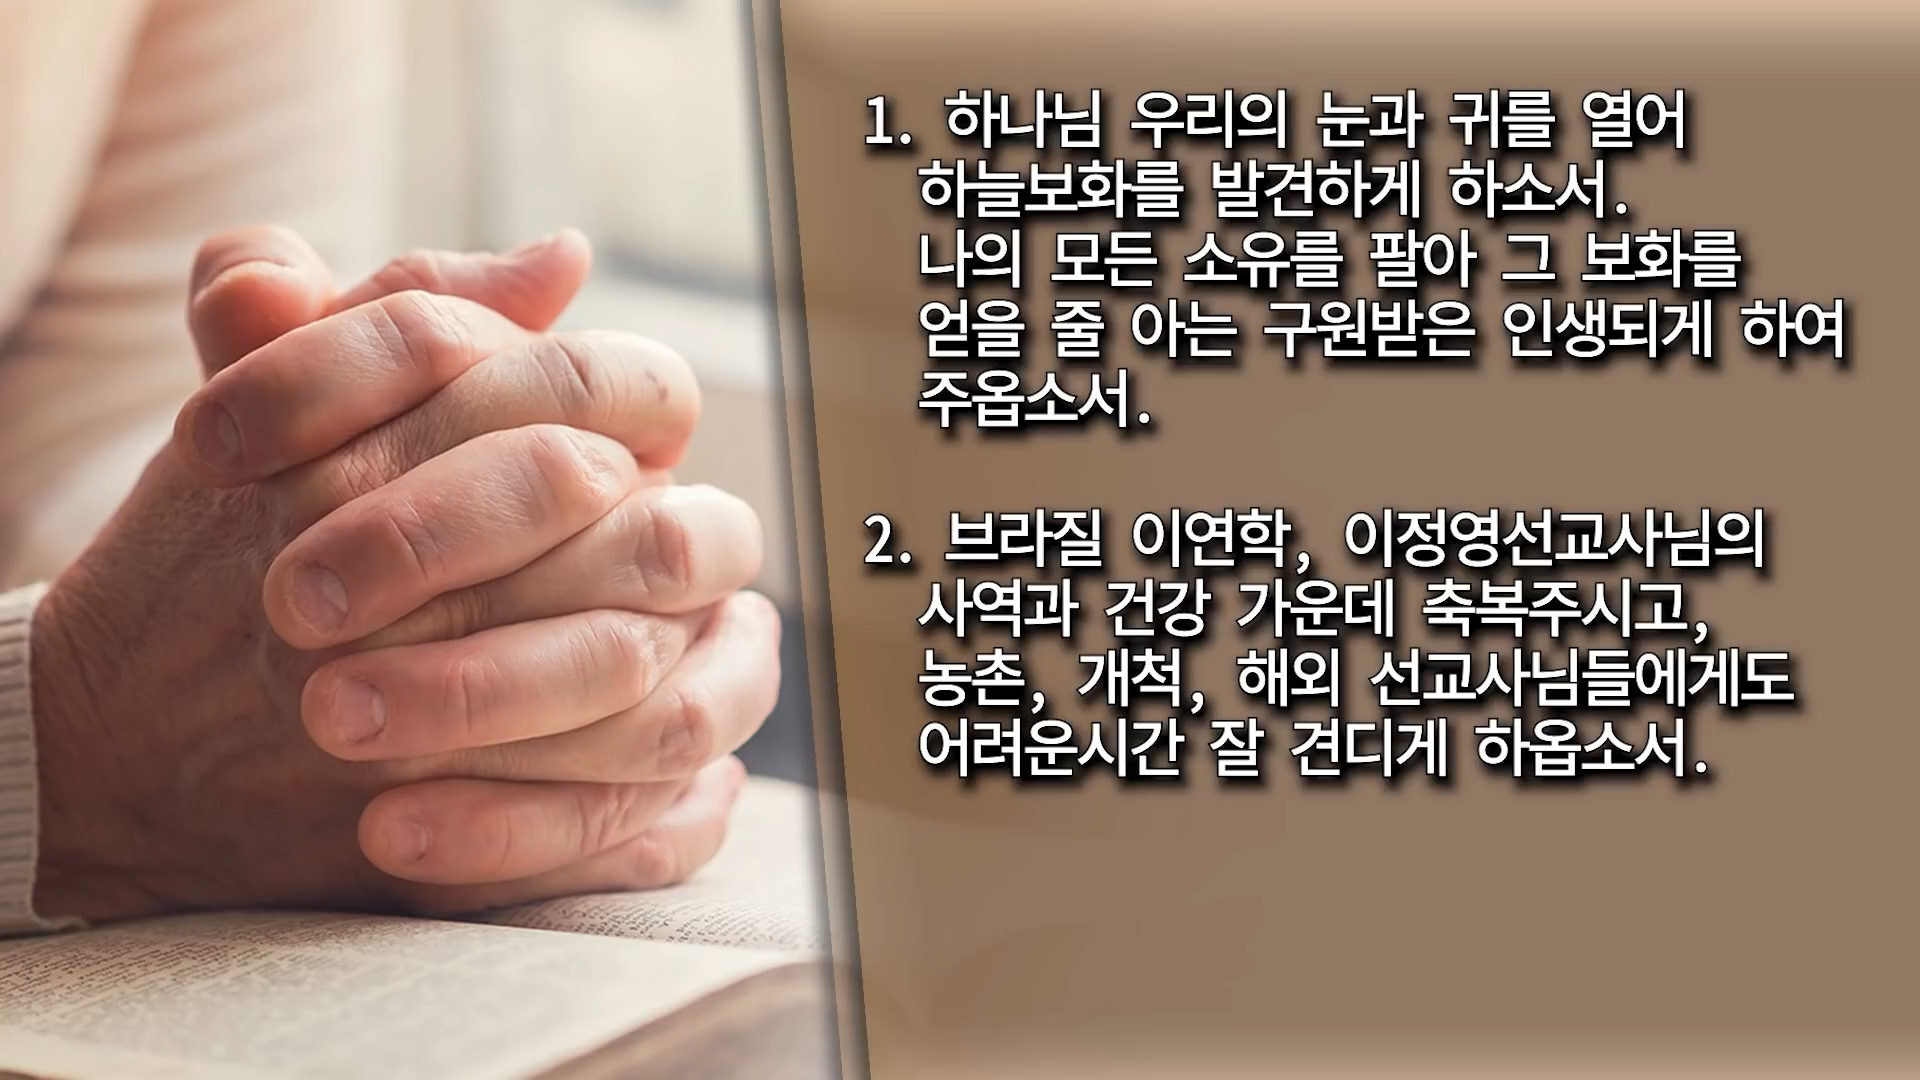 1. 하나님 우리의 눈과 귀를 열어
하늘보화를 발견하게 하소서.
나의 모든 소유를 팔아 그 보화를
얻을 줄 아는 구원받은 인생되게 하여
주옵소서.
2. 브라질 이연학, 이정영선교사님의
사역과 건강 가운데 축복주시고,
농촌, 개척, 해외 선교사님들에게도
어려운시간 잘 견디게 하옵소서.